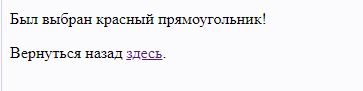 Был выбран красный прямоугольник!
Вернуться назад здесь.